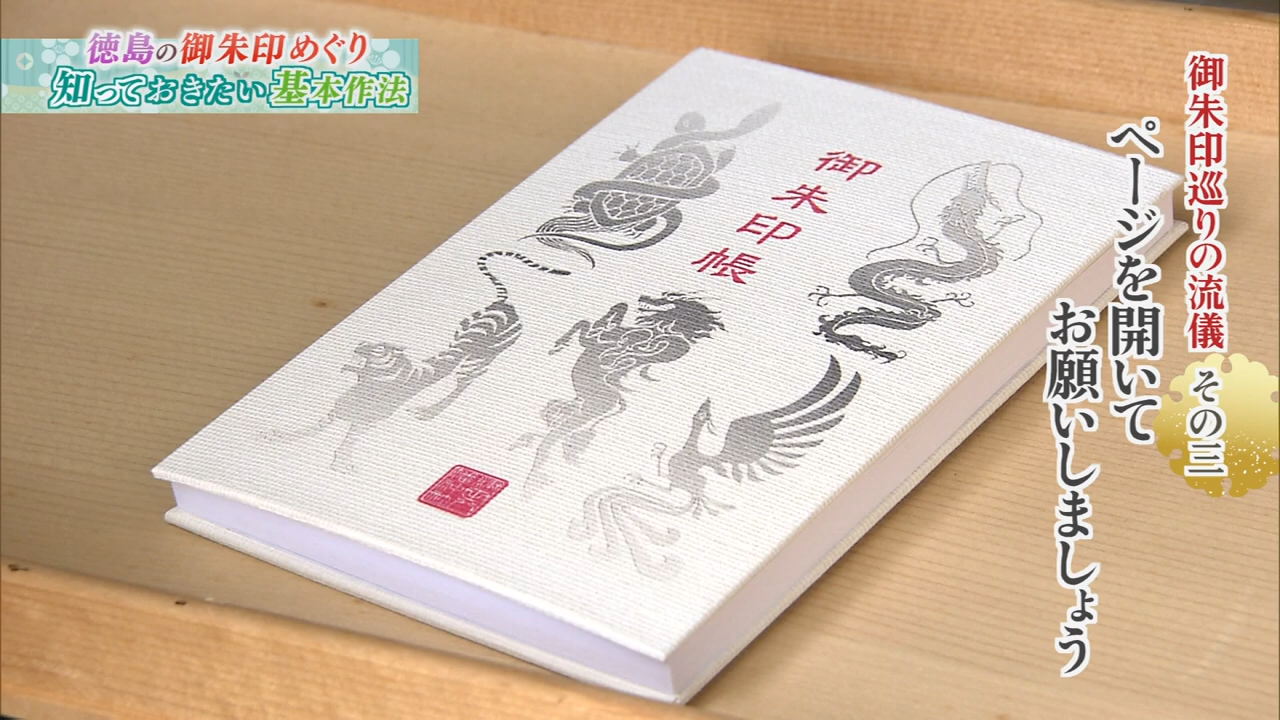 徳島の御朱印めぐり
知っておきたい基本作法
御朱印巡りの流儀 その三
ページを開いて
お願いしましょう
御朱印帳